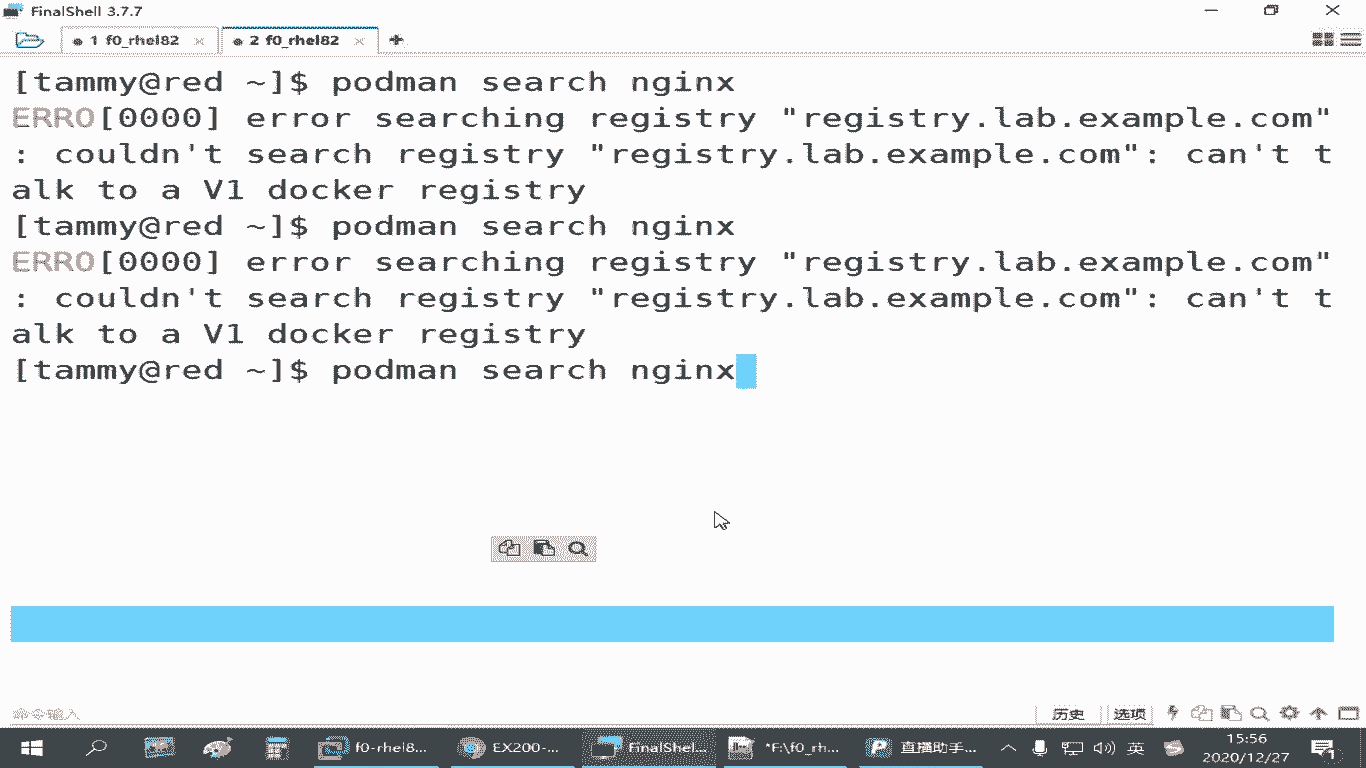 FinalShell 3.7.7
1 f0_rhel82
2 f0_rhel82
[tammy@red ~]$ podman search nginx
ERRO[0000] error searching registry "registry.lab.example.com"
: couldn't search registry "registry.lab.example.com": can't t
alk to a V1 docker registry
[tammy@red ~]$ podman search nginx
ERRO[0000] error searching registry "registry.lab.example.com"
: couldn't search registry "registry.lab.example.com": can't t
alk to a V1 docker registry
[tammy@red ~]$ podman search nginx
命令输入
历史
选项
f0-rhel8...
EX200-...
FinalShel...
*F:\f0_rh...
直播助手...
英
15:56
2020/12/27